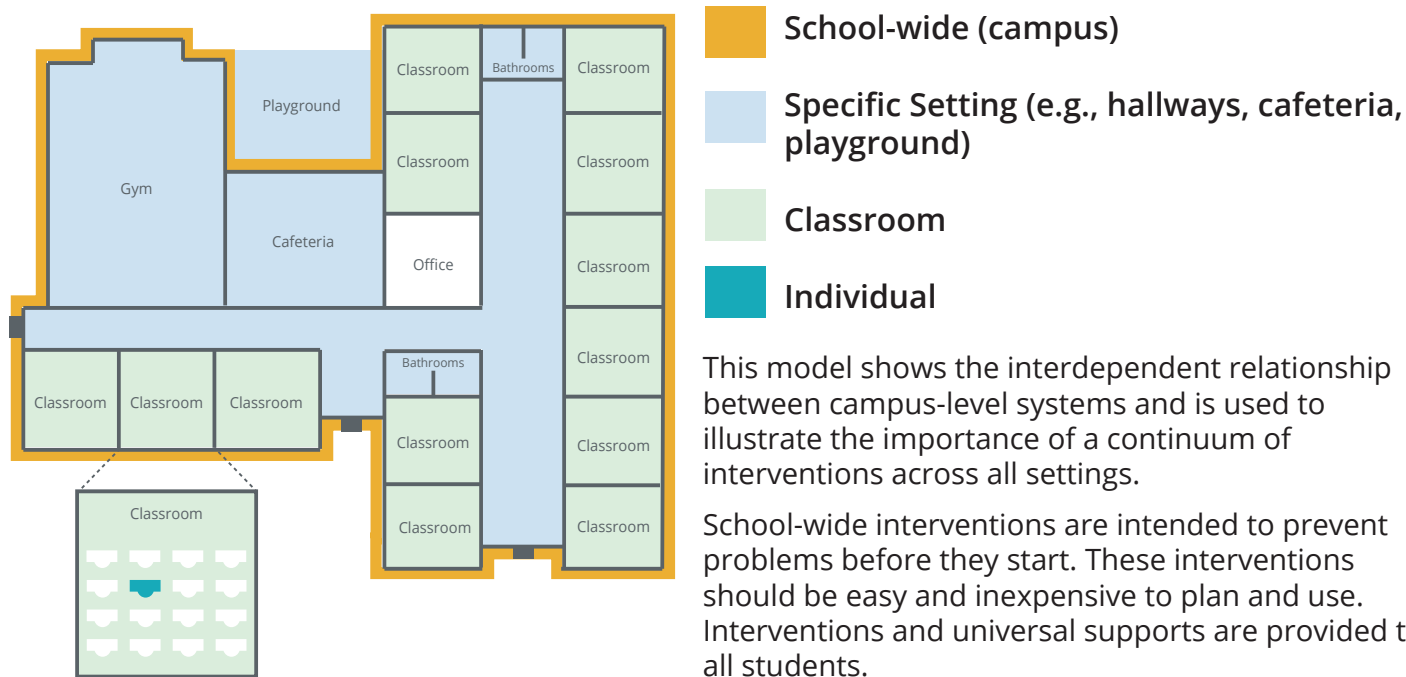 Classroom
Bathrooms
Classroom
Playground
Classroom
Classroom
Gym
Cafeteria
Office
Classroom
Classroom
Bathrooms
Classroom
Classroom
Classroom
Classroom
Classroom
Classroom
Classroom
Classroom
School-wide (campus)
Specific Setting (e.g., hallways, cafeteria,
playground)
Classroom
Individual
This model shows the interdependent relationship
between campus-level systems and is used to
illustrate the importance of a continuum of
interventions across all settings.
School-wide interventions are intended to prevent
problems before they start. These interventions
should be easy and inexpensive to plan and use.
Interventions and universal supports are provided t
all students.